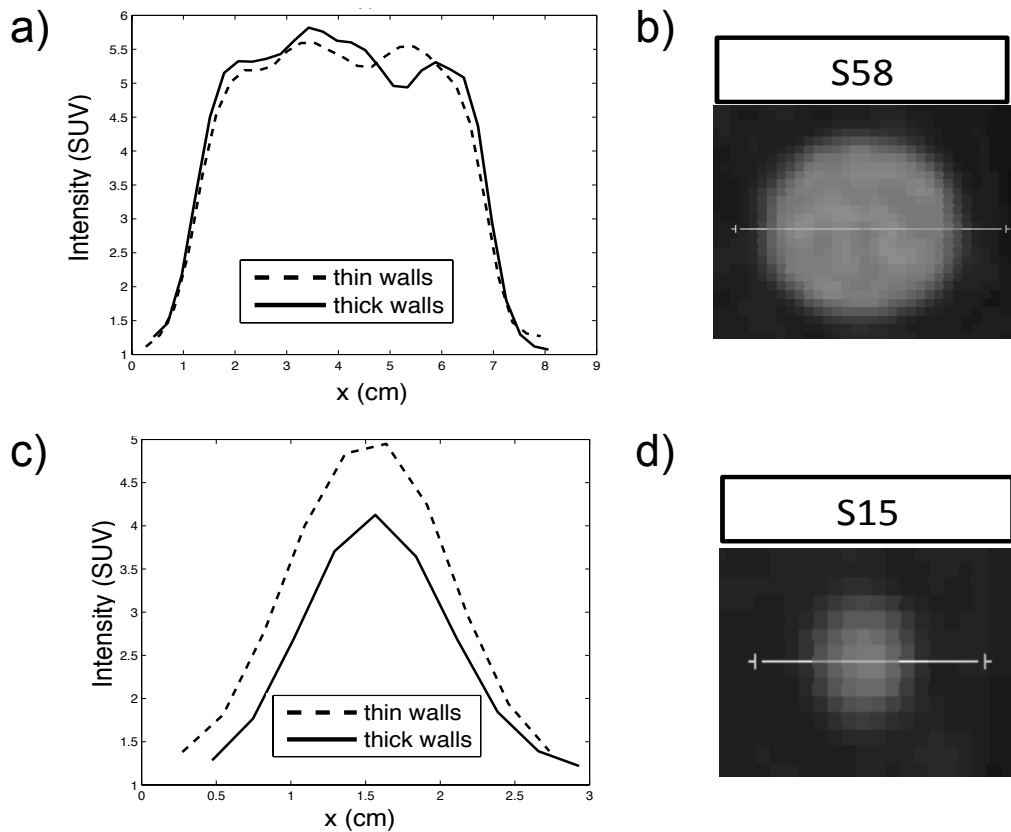 a)
6
5.5
5
4.5
4
3.5
3
2.5
2
1.5
1
Intensity (SUV)
thin walls
thick walls
0 1 2 3 4 5 6 7 8 9
x (cm)
b)
S58
c)
5
4.5
4
3.5
3
2.5
2
1.5
1
Intensity (SUV)
thin walls
thick walls
0 0.5 1 1.5 2 2.5 3
x (cm)
d)
S15